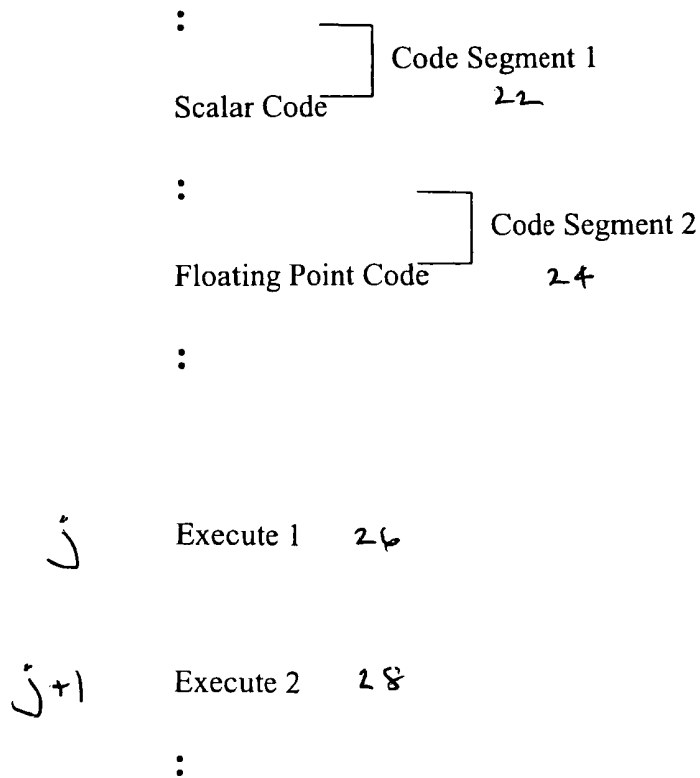 :
Code Segment 1
Scalar Code 22
:
Code Segment 2
Floating Point Code 24
:
j Execute 1 26
j+1 Execute 2 28
: